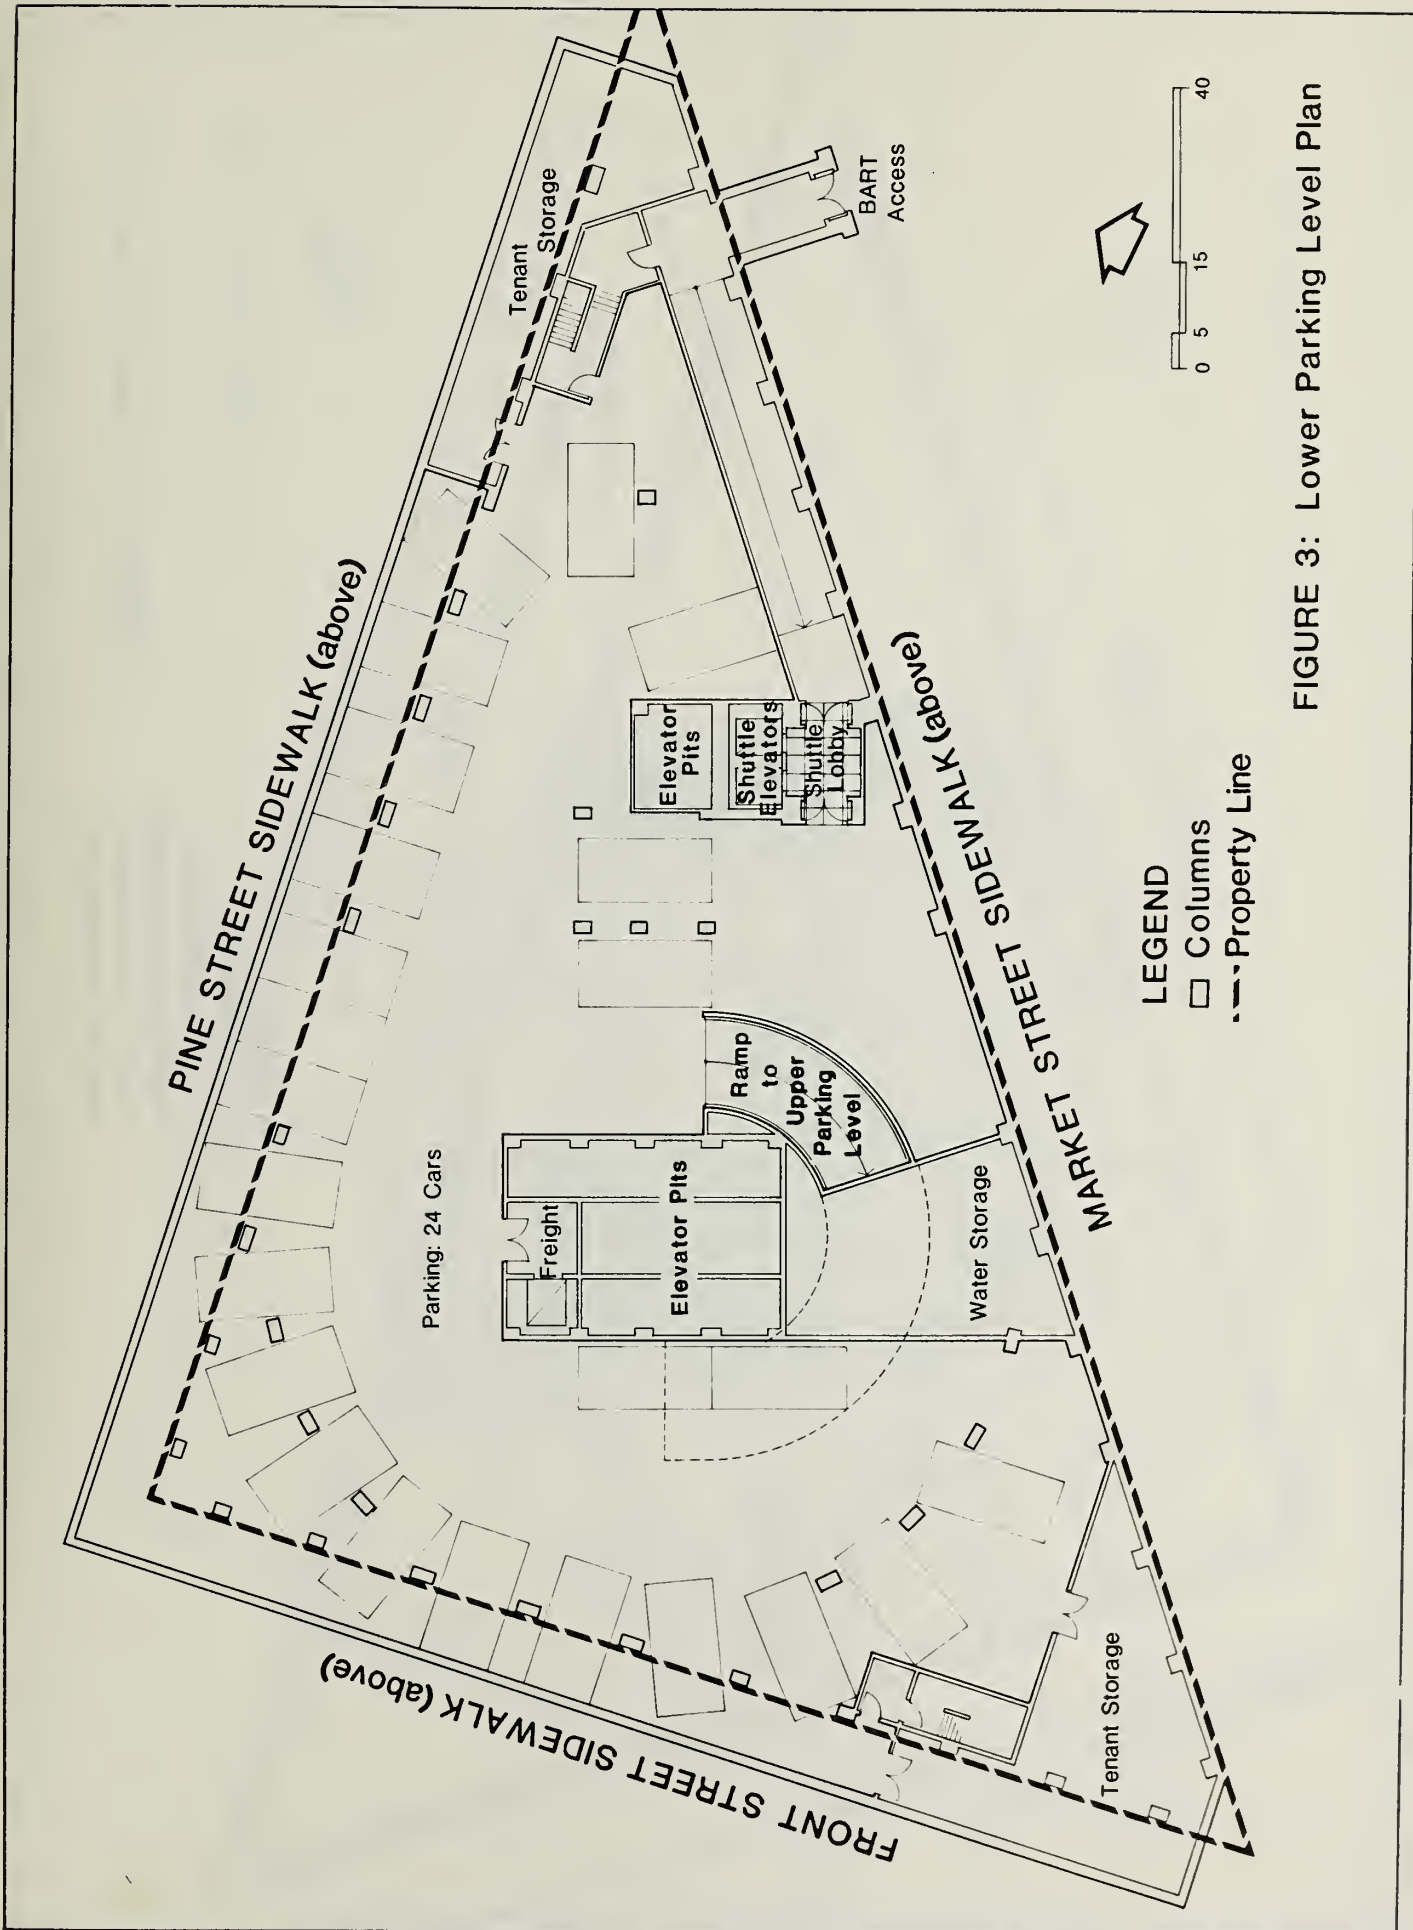 PINE STREET SIDEWALK (above)
Tenant
Storage
BART
Access
Elevator
Pits
Shuttle
Elevators
Shuttle
Lobby
Parking: 24 Cars
Freight
Elevator Pits
Ramp
to
Upper
Parking
Level
Water Storage
MARKET STREET SIDEWALK (above)
FRONT STREET SIDEWALK (above)
Tenant Storage
LEGEND
Columns
Property Line
0 5 15 40
FIGURE 3: Lower Parking Level Plan